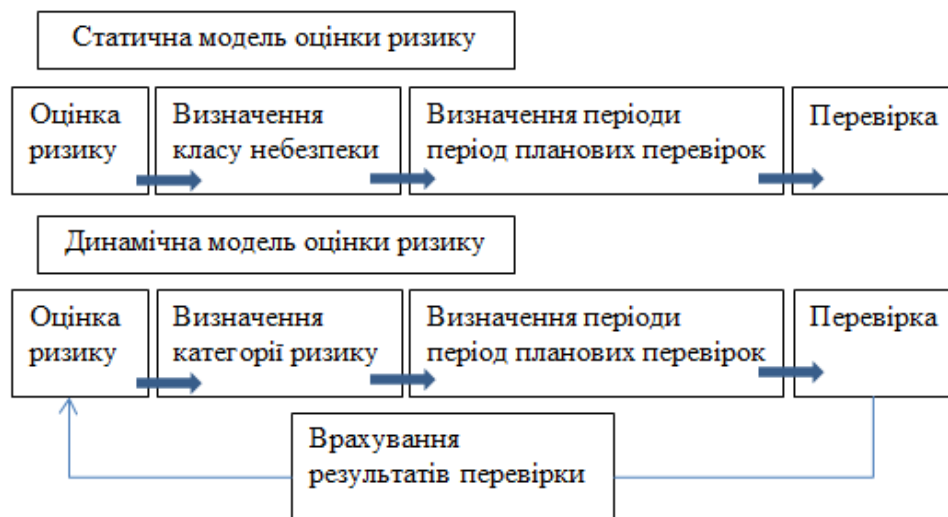 Статична модель оцінки ризику
Оцінка
ризику
Визначення
класу небезпеки
Визначення періоди
період планових перевірок
Перевірка
Динамічна модель оцінки ризику
Оцінка
ризику
Визначення
категорії ризику
Визначення періоди
період планових перевірок
Перевірка
Врахування
результатів перевірки